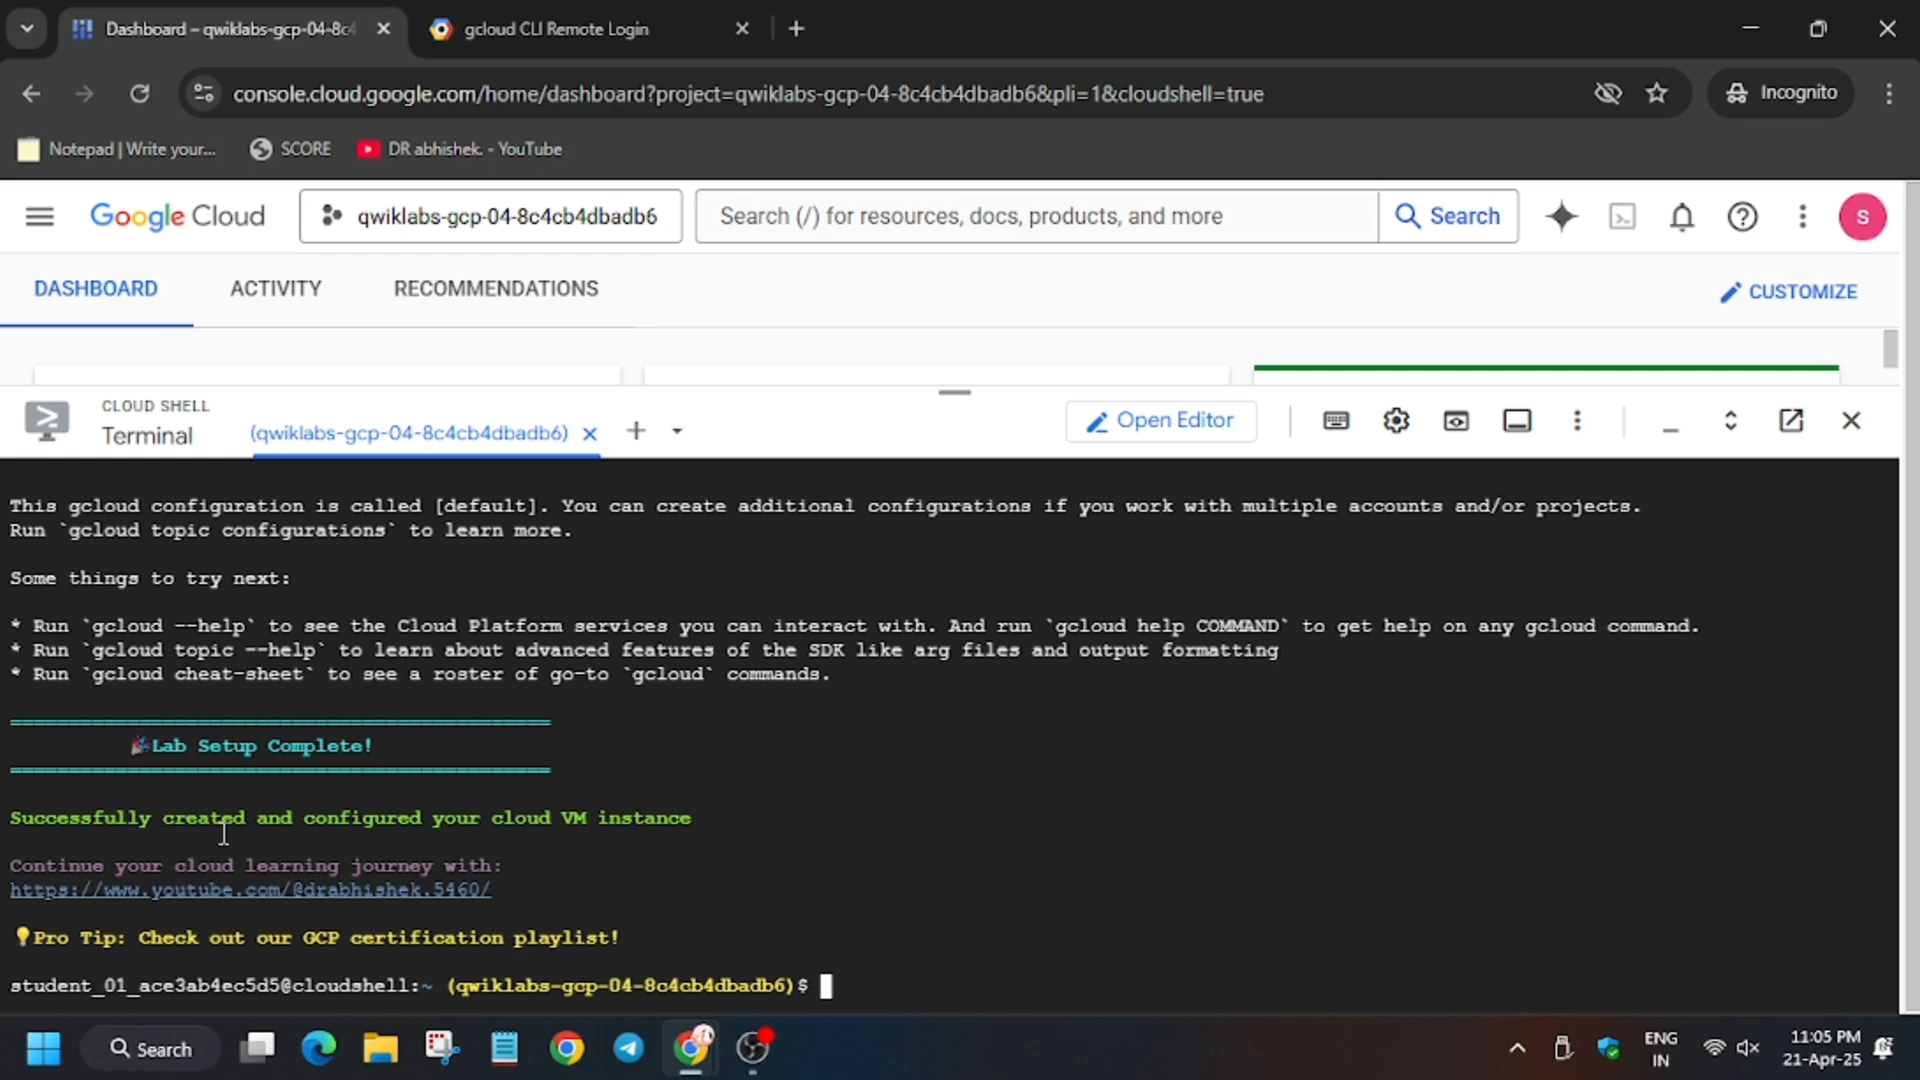 Dashboard – qwiklabs-gcp-04-8c4
gcloud CLI Remote Login
console.cloud.google.com/home/dashboard?project=qwiklabs-gcp-04-8c4cb4dbadb6&pli=1&cloudshell=true
Incognito
Notepad | Write your...
SCORE
DR abhishek. - YouTube
Google Cloud
qwiklabs-gcp-04-8c4cb4dbadb6
Search (/) for resources, docs, products, and more
Search
S
DASHBOARD
ACTIVITY
RECOMMENDATIONS
CUSTOMIZE
CLOUD SHELL
Terminal
(qwiklabs-gcp-04-8c4cb4dbadb6)
Open Editor
This gcloud configuration is called [default]. You can create additional configurations if you work with multiple accounts and/or projects.
Run `gcloud topic configurations` to learn more.
Some things to try next:
* Run `gcloud --help` to see the Cloud Platform services you can interact with. And run `gcloud help COMMAND` to get help on any gcloud command.
* Run `gcloud topic --help` to learn about advanced features of the SDK like arg files and output formatting
* Run `gcloud cheat-sheet` to see a roster of go-to `gcloud` commands.
==============================================
🎉Lab Setup Complete!
==============================================
Successfully created and configured your cloud VM instance
Continue your cloud learning journey with:
https://www.youtube.com/@drabhishek.5460/
💡Pro Tip: Check out our GCP certification playlist!
student_01_ace3ab4ec5d5@cloudshell:~ (qwiklabs-gcp-04-8c4cb4dbadb6)$
Search
ENG
IN
11:05 PM
21-Apr-25